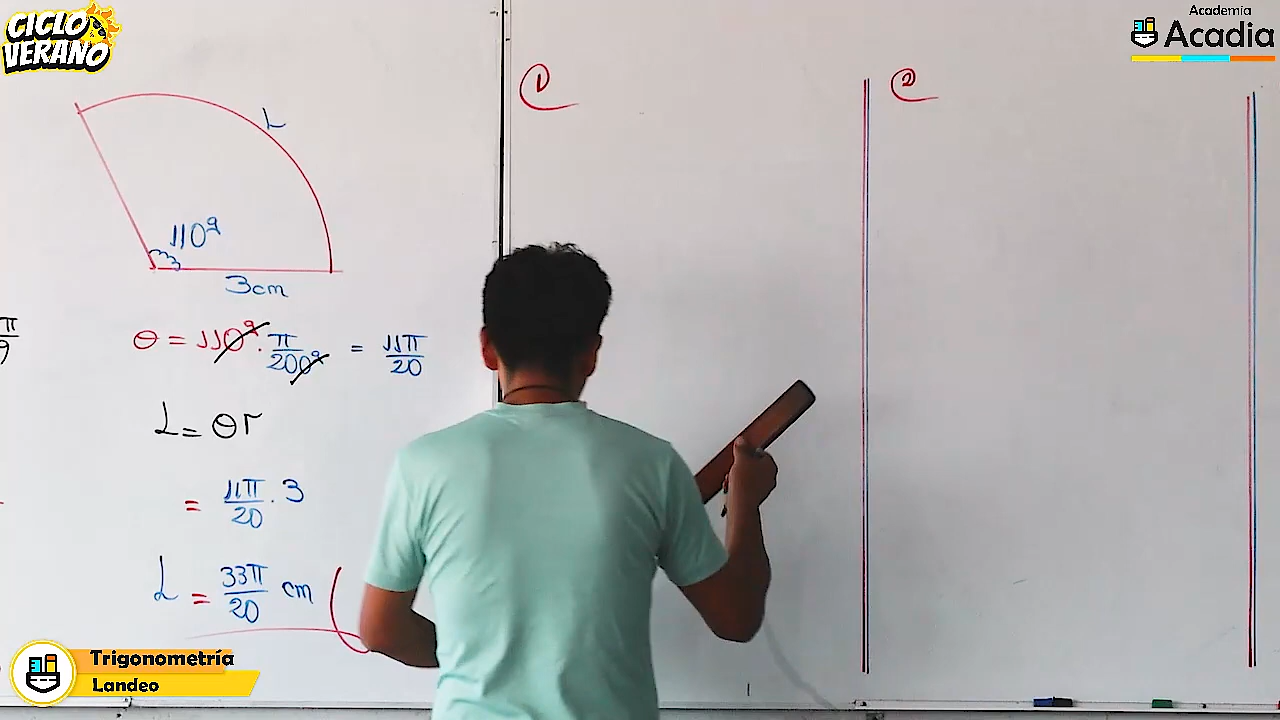 CICLO
VERANO
Academia
Acadia
L
110ᵍ
3cm
π/9
θ = 110ᵍ · π/200ᵍ = 11π/20
L = θr
= 11π/20 · 3
L = 33π/20 cm
1
2
Trigonometría
Landeo